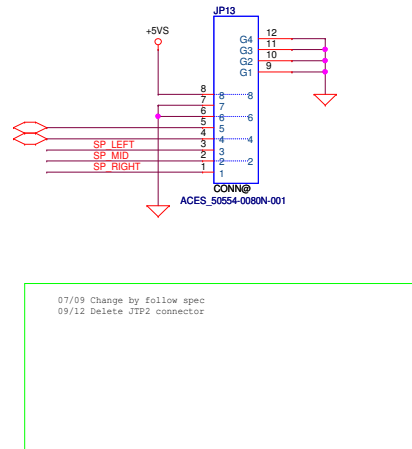 JP13
+5VS
G4 12
G3 11
G2 10
G1 9
8 8 8
7 7
6 6 6
5 5
4 4 4
SP_LEFT 3 3
SP_MID 2 2 2
SP_RIGHT 1 1
CONN@
ACES_50554-0080N-001
07/09 Change by follow spec
09/12 Delete JTP2 connector